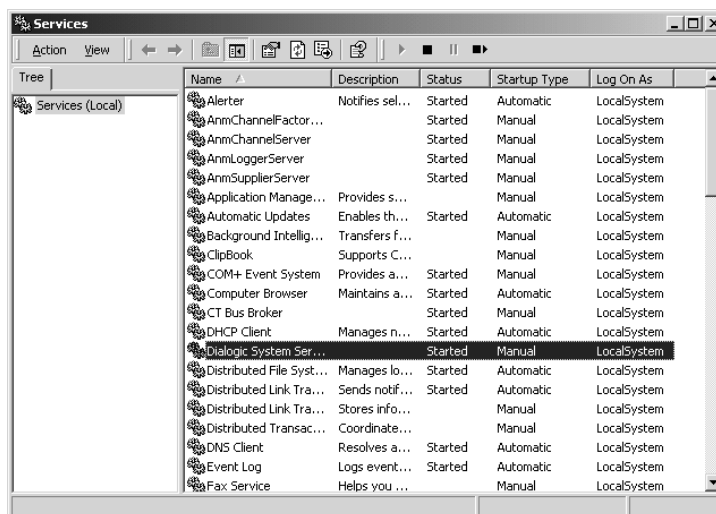 Services
Action View
Tree
Services (Local)
Name Description Status Startup Type Log On As
Alerter Notifies sel... Started Automatic LocalSystem
AnmChannelFactor... Started Manual LocalSystem
AnmChannelServer Started Manual LocalSystem
AnmLoggerServer Started Manual LocalSystem
AnmSupplierServer Started Manual LocalSystem
Application Manage... Provides s... Manual LocalSystem
Automatic Updates Enables th... Started Automatic LocalSystem
Background Intellig... Transfers f... Manual LocalSystem
ClipBook Supports C... Manual LocalSystem
COM+ Event System Provides a... Started Manual LocalSystem
Computer Browser Maintains a... Started Automatic LocalSystem
CT Bus Broker Started Manual LocalSystem
DHCP Client Manages n... Started Automatic LocalSystem
Dialogic System Ser... Started Manual LocalSystem
Distributed File Syst... Manages lo... Started Automatic LocalSystem
Distributed Link Tra... Sends notif... Started Automatic LocalSystem
Distributed Link Tra... Stores info... Manual LocalSystem
Distributed Transac... Coordinate... Manual LocalSystem
DNS Client Resolves a... Started Automatic LocalSystem
Event Log Logs event... Started Automatic LocalSystem
Fax Service Helps you ... Manual LocalSystem